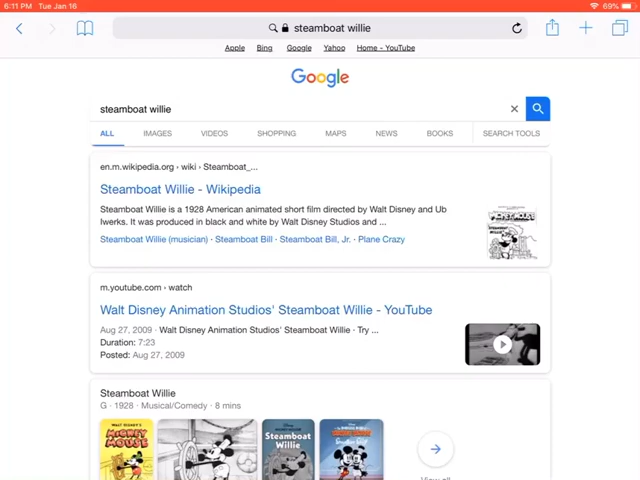 6:11 PM Tue Jan 16 69%
steamboat willie
Apple Bing Google Yahoo Home - YouTube
Google
steamboat willie
ALL IMAGES VIDEOS SHOPPING MAPS NEWS BOOKS SEARCH TOOLS
en.m.wikipedia.org › wiki › Steamboat_...
Steamboat Willie - Wikipedia
Steamboat Willie is a 1928 American animated short film directed by Walt Disney and Ub
Iwerks. It was produced in black and white by Walt Disney Studios and ...
Steamboat Willie (musician) · Steamboat Bill · Steamboat Bill, Jr. · Plane Crazy
m.youtube.com › watch
Walt Disney Animation Studios' Steamboat Willie - YouTube
Aug 27, 2009 · Walt Disney Animation Studios' Steamboat Willie · Try ...
Duration: 7:23
Posted: Aug 27, 2009
Steamboat Willie
G · 1928 · Musical/Comedy · 8 mins
MICKEY
MOUSE
Steamboat
Willie
View all